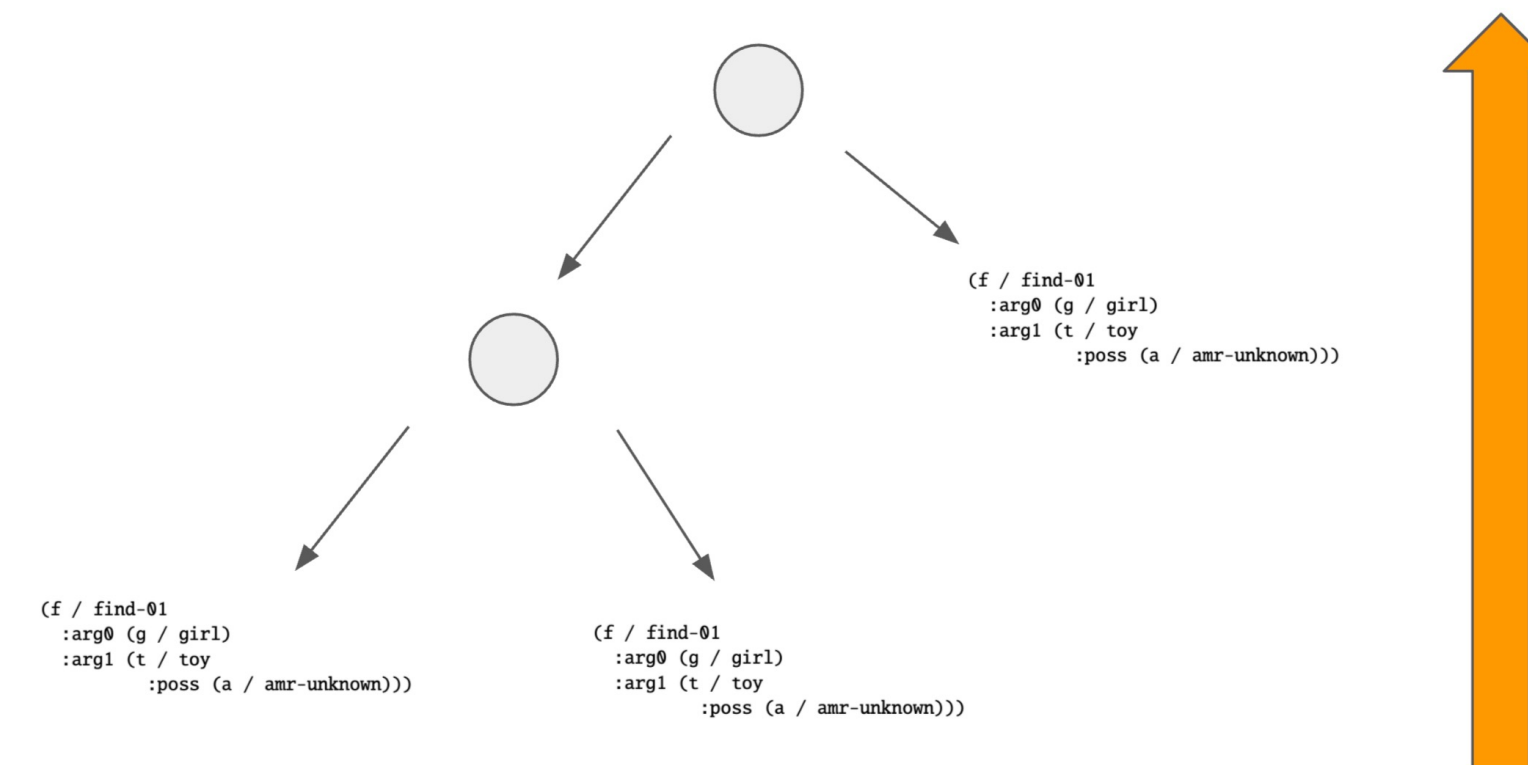 (f / find-01
:arg0 (g / girl)
:arg1 (t / toy
:poss (a / amr-unknown)))
(f / find-01
:arg0 (g / girl)
:arg1 (t / toy
:poss (a / amr-unknown)))
(f / find-01
:arg0 (g / girl)
:arg1 (t / toy
:poss (a / amr-unknown)))